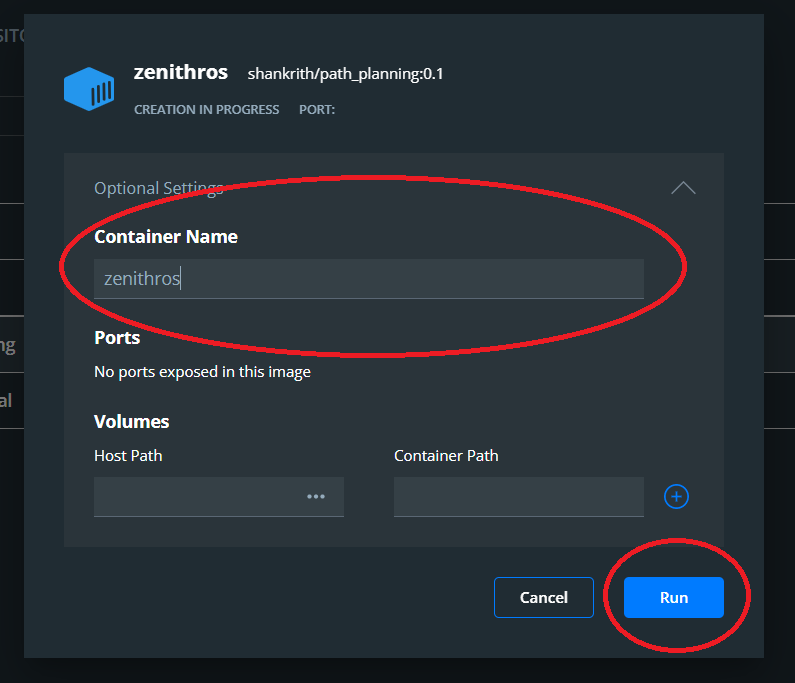 SITO
zenithros shankrith/path_planning:0.1
CREATION IN PROGRESS PORT:
Optional Settings
Container Name
zenithros
Ports
No ports exposed in this image
ng
Volumes
al
Host Path Container Path
Cancel Run